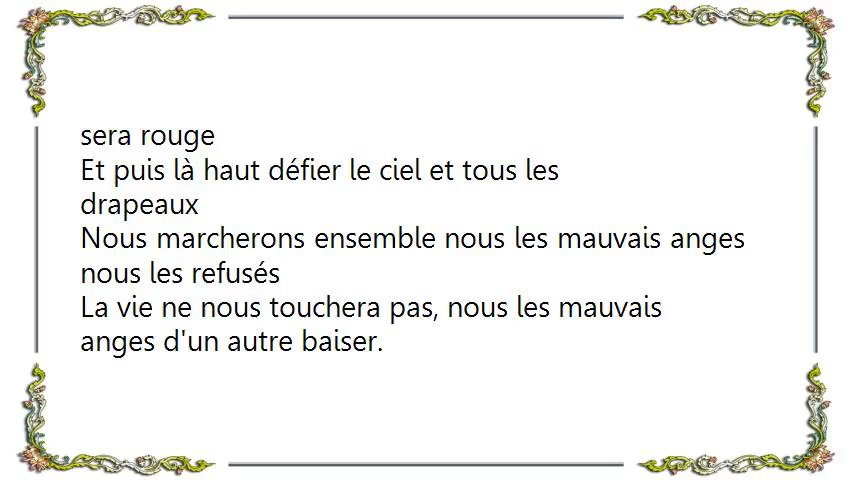 sera rouge
Et puis là haut défier le ciel et tous les
drapeaux
Nous marcherons ensemble nous les mauvais anges
nous les refusés
La vie ne nous touchera pas, nous les mauvais
anges d'un autre baiser.